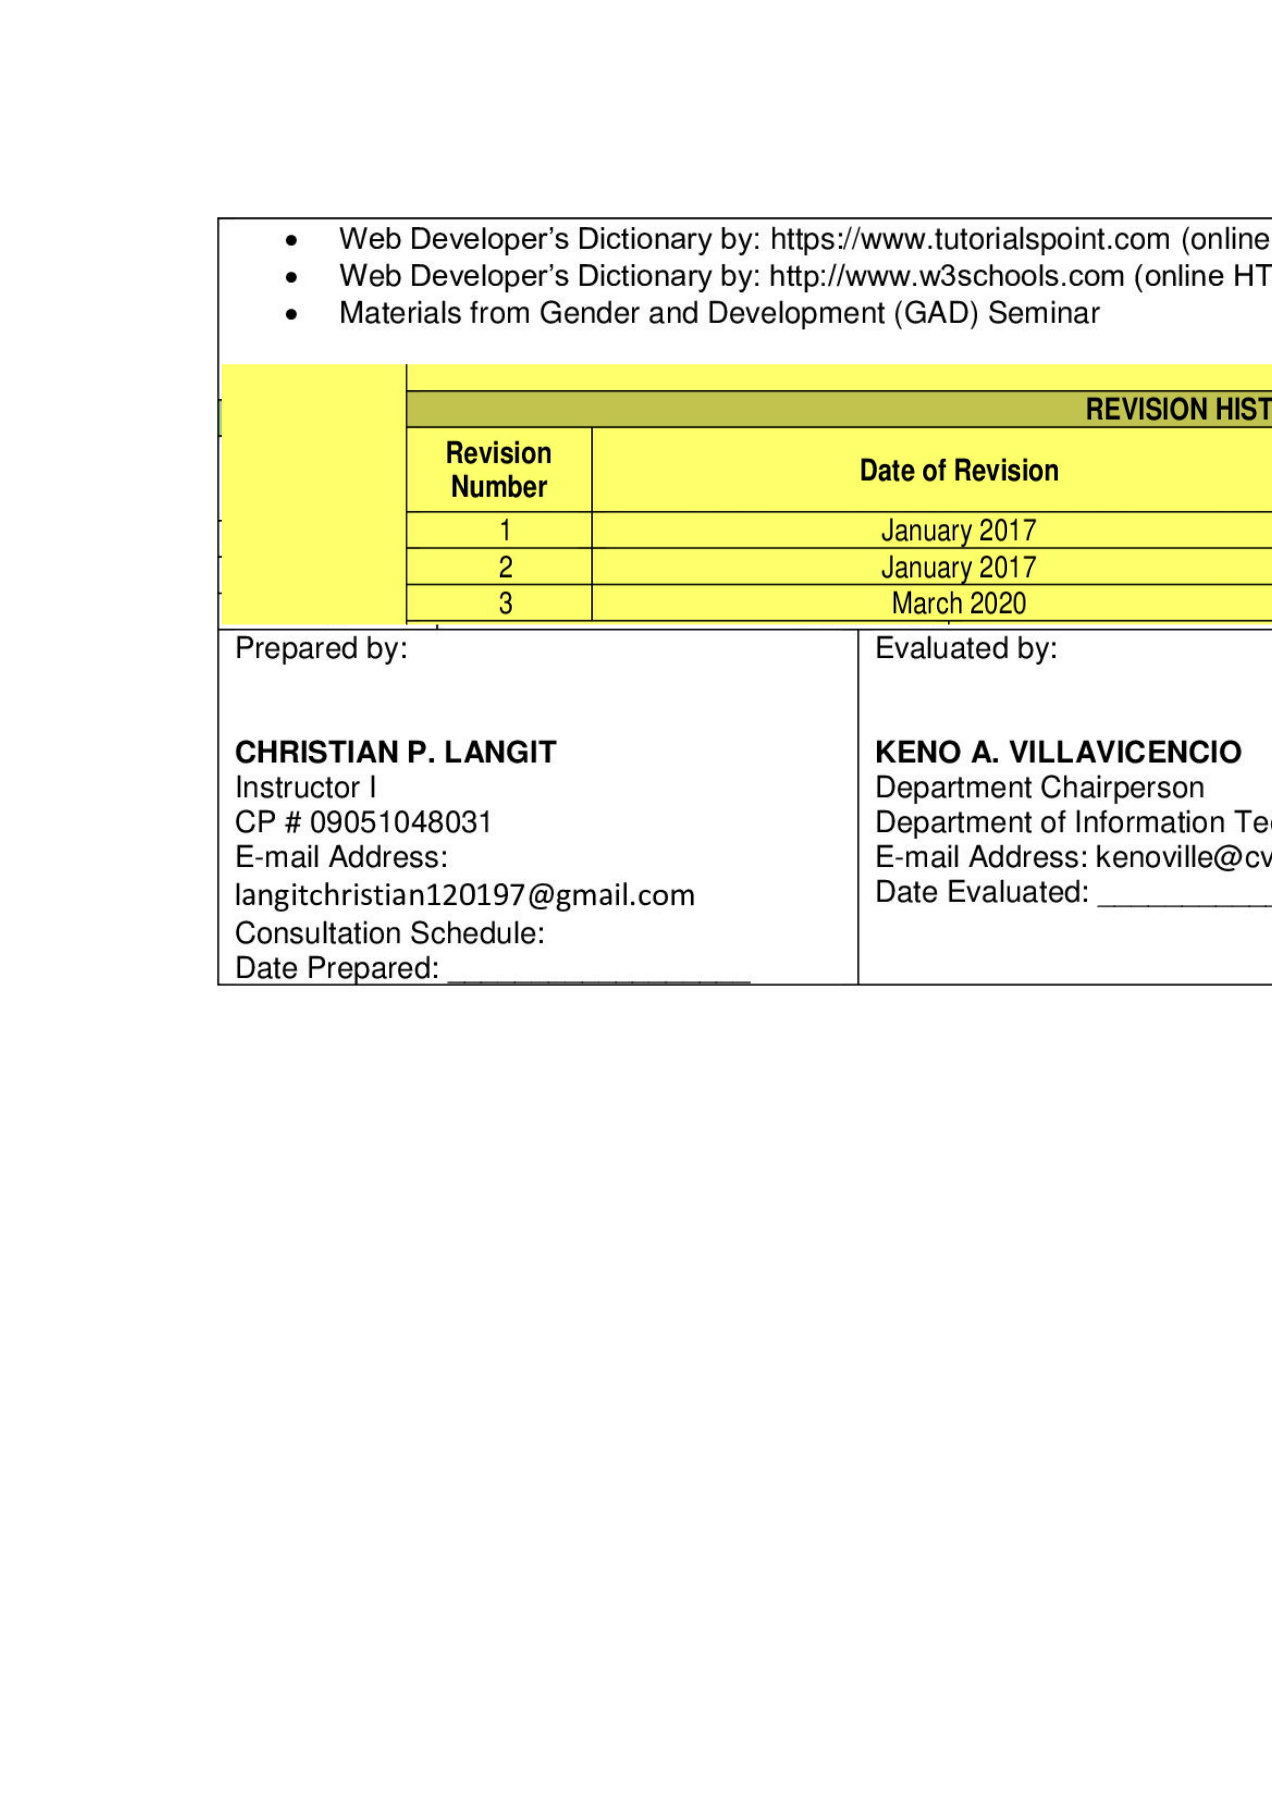 • Web Developer’s Dictionary by: https://www.tutorialspoint.com (online
• Web Developer’s Dictionary by: http://www.w3schools.com (online HT
• Materials from Gender and Development (GAD) Seminar
REVISION HIST
Revision Number Date of Revision
1 January 2017
2 January 2017
3 March 2020
Prepared by:
CHRISTIAN P. LANGIT
Instructor I
CP # 09051048031
E-mail Address:
langitchristian120197@gmail.com
Consultation Schedule:
Date Prepared: __________________
Evaluated by:
KENO A. VILLAVICENCIO
Department Chairperson
Department of Information Te
E-mail Address: kenoville@cv
Date Evaluated: ___________